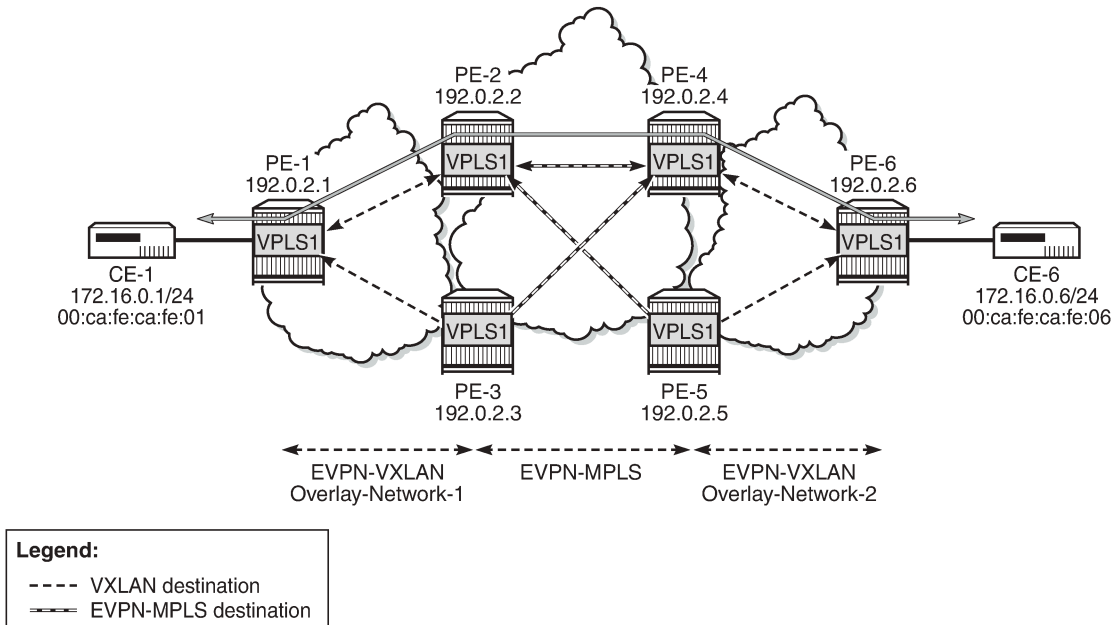 PE-2
192.0.2.2
PE-4
192.0.2.4
VPLS1
VPLS1
PE-1
192.0.2.1
PE-6
192.0.2.6
VPLS1
VPLS1
CE-1
172.16.0.1/24
00:ca:fe:ca:fe:01
CE-6
172.16.0.6/24
00:ca:fe:ca:fe:06
VPLS1
VPLS1
PE-3
192.0.2.3
PE-5
192.0.2.5
EVPN-VXLAN
Overlay-Network-1
EVPN-MPLS
EVPN-VXLAN
Overlay-Network-2
Legend:
VXLAN destination
EVPN-MPLS destination